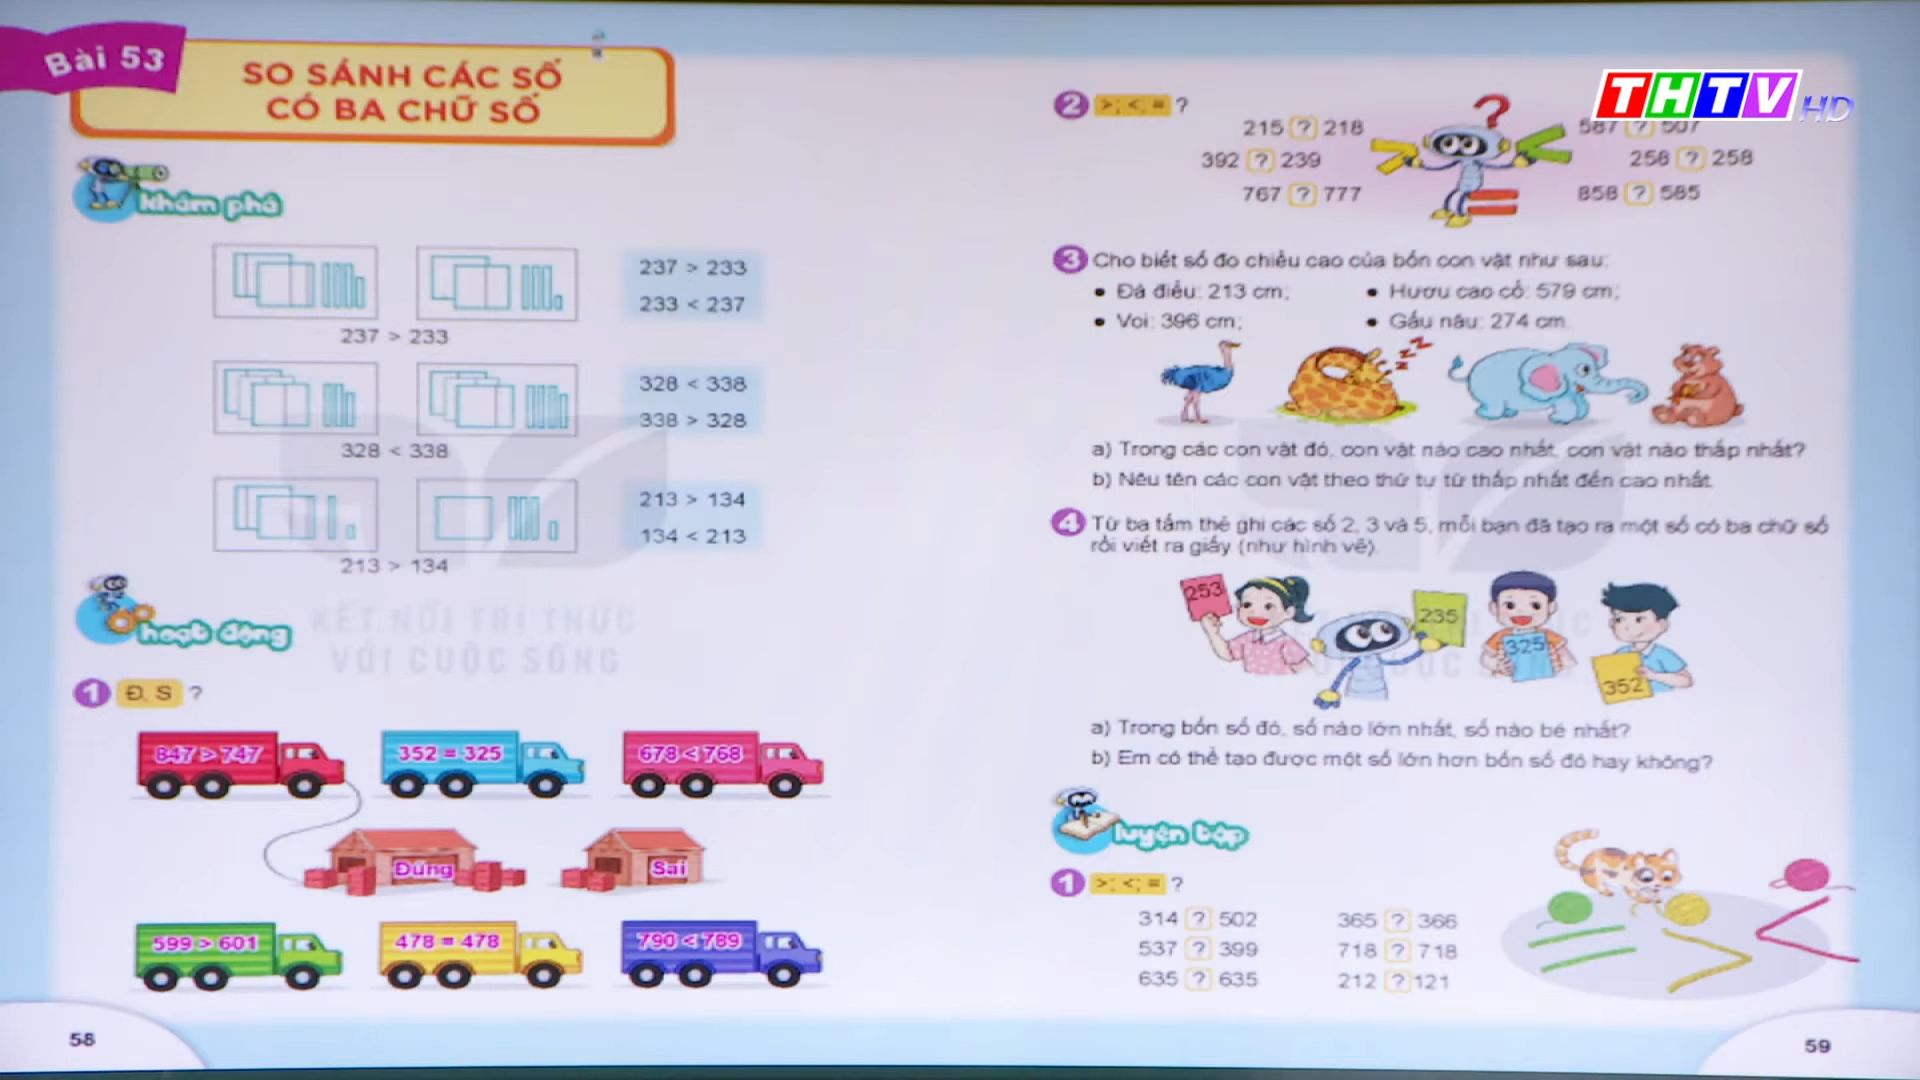 Bài 53
SO SÁNH CÁC SỐ
CÓ BA CHỮ SỐ
khám phá
237 > 233
233 < 237
237 > 233
328 < 338
338 > 328
328 < 338
213 > 134
134 < 213
213 > 134
KẾT NỐI TRI THỨC
VỚI CUỘC SỐNG
hoạt động
1 Đ, S ?
847 > 747
352 = 325
678 < 768
Đúng
Sai
599 > 601
478 = 478
790 < 789
58
THTV HD
2 >; <; = ?
215 ? 218
587 ? 507
392 ? 239
258 ? 258
767 ? 777
858 ? 585
3 Cho biết số đo chiều cao của bốn con vật như sau:
• Đà điểu: 213 cm;
• Hươu cao cổ: 579 cm;
• Voi: 396 cm;
• Gấu nâu: 274 cm.
a) Trong các con vật đó, con vật nào cao nhất, con vật nào thấp nhất?
b) Nêu tên các con vật theo thứ tự từ thấp nhất đến cao nhất.
4 Từ ba tấm thẻ ghi các số 2, 3 và 5, mỗi bạn đã tạo ra một số có ba chữ số
rồi viết ra giấy (như hình vẽ).
253
235
325
352
a) Trong bốn số đó, số nào lớn nhất, số nào bé nhất?
b) Em có thể tạo được một số lớn hơn bốn số đó hay không?
luyện tập
1 >; <; = ?
314 ? 502
365 ? 366
537 ? 399
718 ? 718
635 ? 635
212 ? 121
59